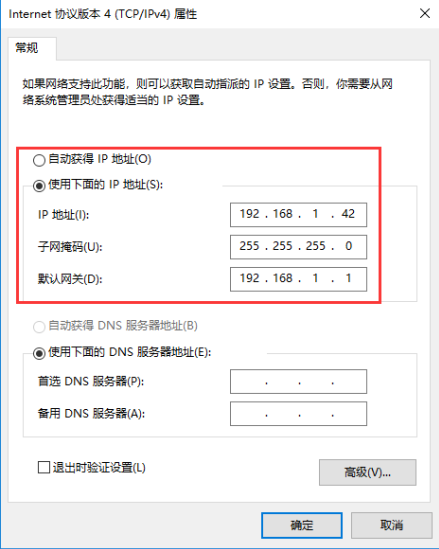 Internet 协议版本 4 (TCP/IPv4) 属性
常规
如果网络支持此功能，则可以获取自动指派的 IP 设置。否则，你需要从网
络系统管理员处获得适当的 IP 设置。
自动获得 IP 地址(O)
使用下面的 IP 地址(S):
IP 地址(I): 192 . 168 . 1 . 42
子网掩码(U): 255 . 255 . 255 . 0
默认网关(D): 192 . 168 . 1 . 1
自动获得 DNS 服务器地址(B)
使用下面的 DNS 服务器地址(E):
首选 DNS 服务器(P): . . .
备用 DNS 服务器(A): . . .
退出时验证设置(L)
高级(V)...
确定 取消